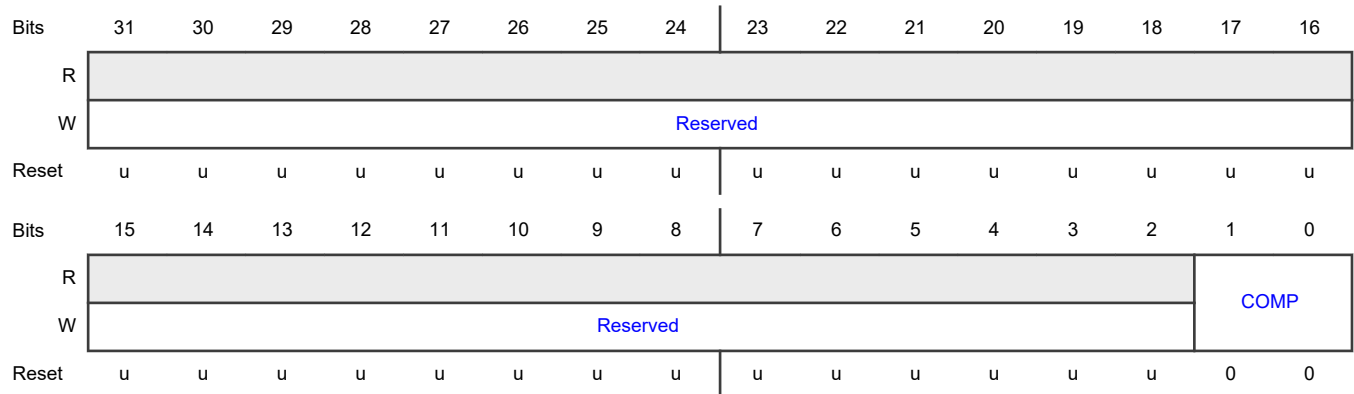 Bits 31 30 29 28 27 26 25 24 23 22 21 20 19 18 17 16
R
W Reserved
Reset u u u u u u u u u u u u u u u u
Bits 15 14 13 12 11 10 9 8 7 6 5 4 3 2 1 0
R
COMP
W Reserved
Reset u u u u u u u u u u u u u u 0 0